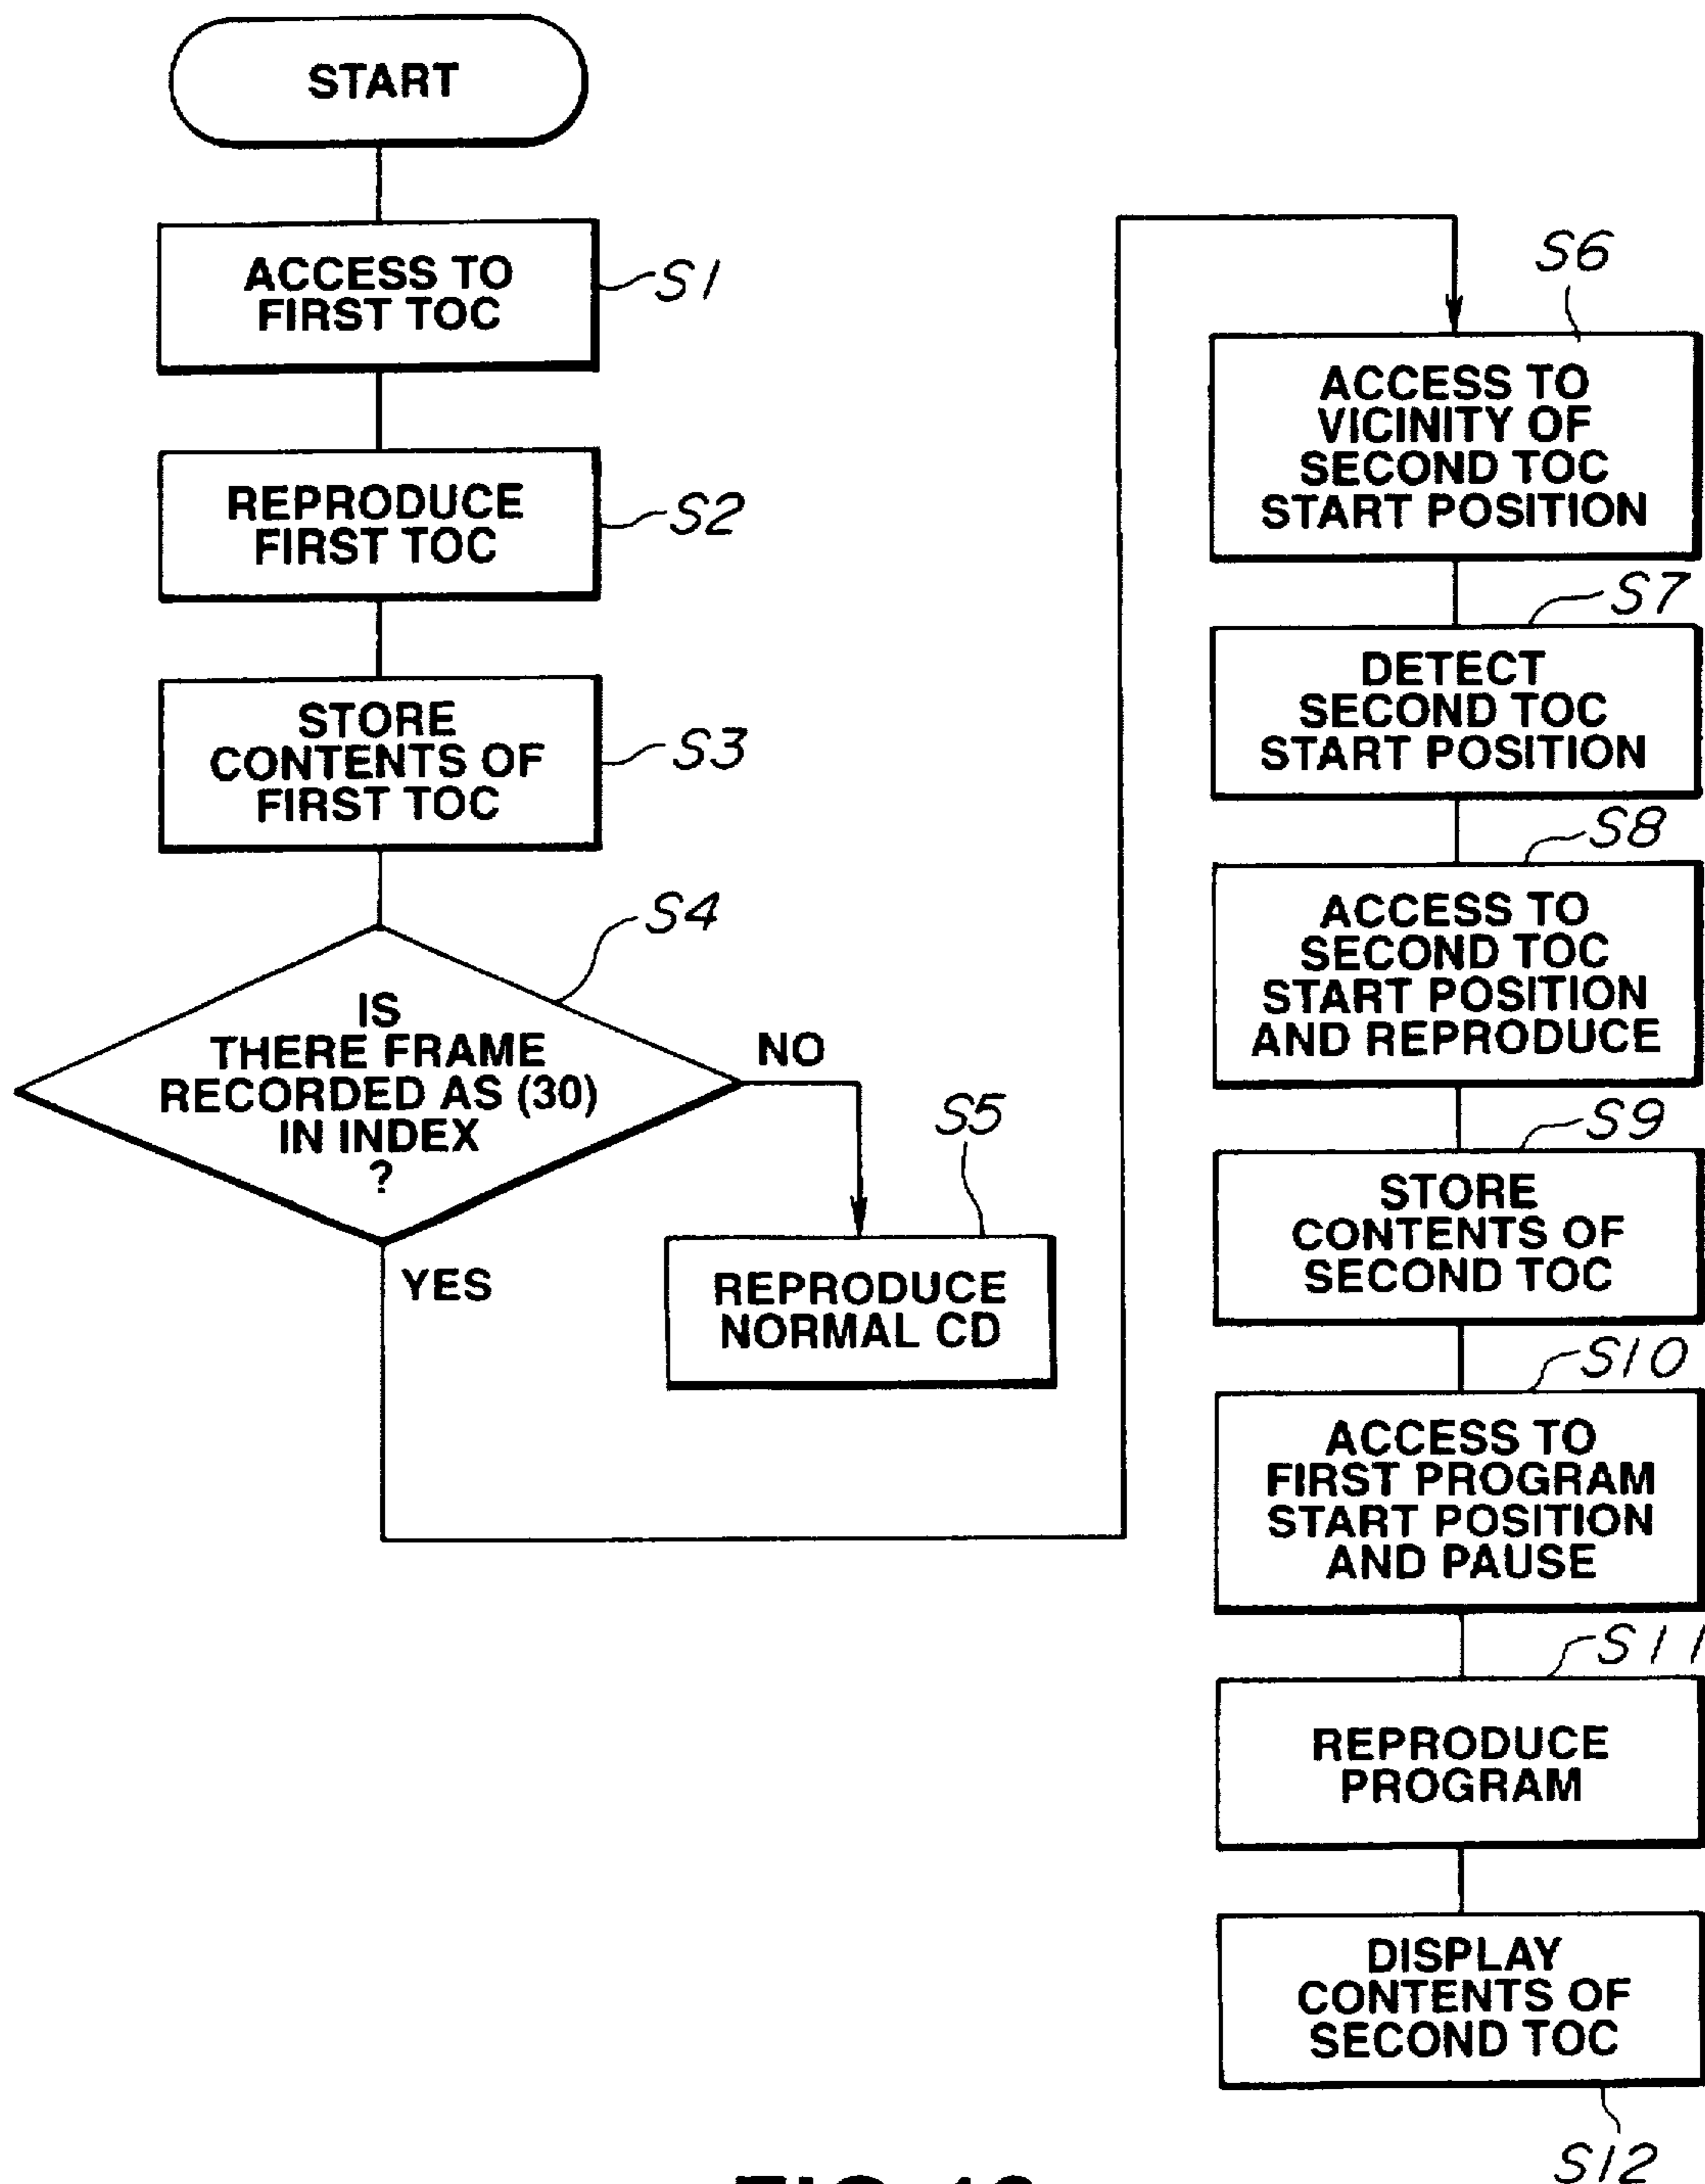 START
ACCESS TO
FIRST TOC
S1
REPRODUCE
FIRST TOC
S2
STORE
CONTENTS OF
FIRST TOC
S3
S4
IS
THERE FRAME
RECORDED AS (30)
IN INDEX
?
NO
YES
S5
REPRODUCE
NORMAL CD
S6
ACCESS TO
VICINITY OF
SECOND TOC
START POSITION
S7
DETECT
SECOND TOC
START POSITION
S8
ACCESS TO
SECOND TOC
START POSITION
AND REPRODUCE
S9
STORE
CONTENTS OF
SECOND TOC
S10
ACCESS TO
FIRST PROGRAM
START POSITION
AND PAUSE
S11
REPRODUCE
PROGRAM
DISPLAY
CONTENTS OF
SECOND TOC
S12